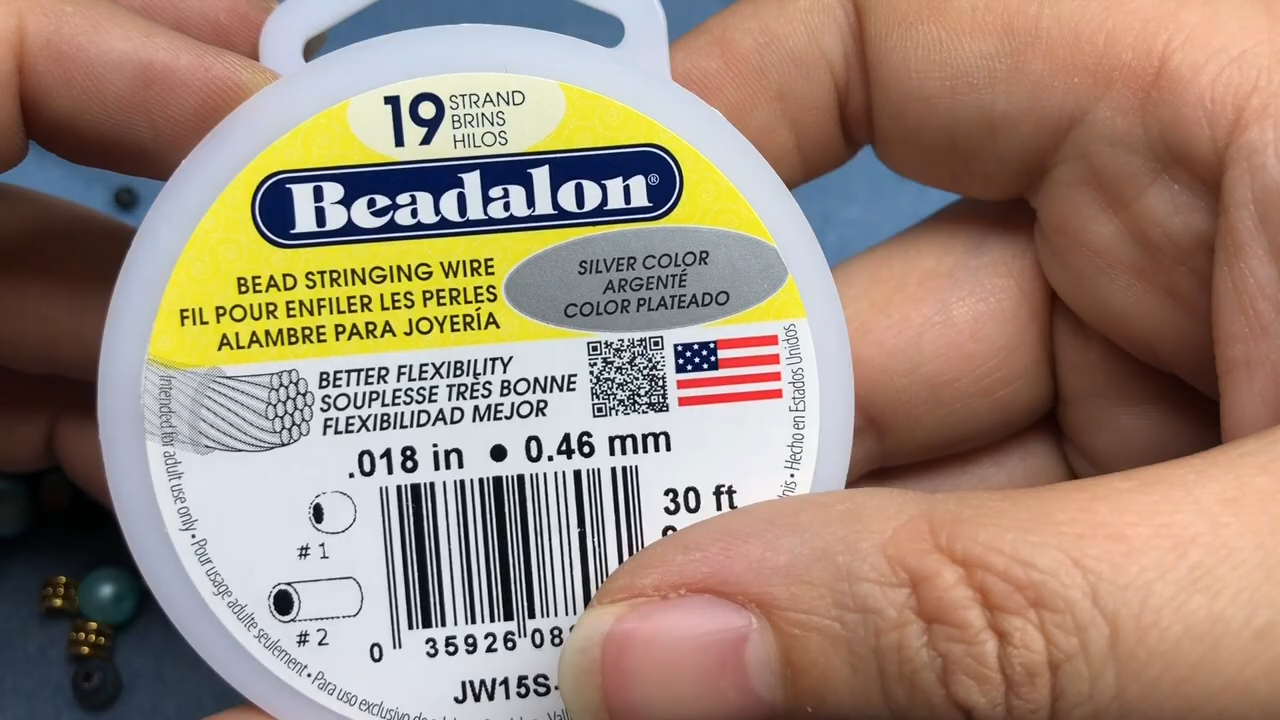 19 STRAND
BRINS
HILOS
Beadalon®
BEAD STRINGING WIRE
FIL POUR ENFILER LES PERLES
ALAMBRE PARA JOYERÍA
SILVER COLOR
ARGENTÉ
COLOR PLATEADO
BETTER FLEXIBILITY
SOUPLESSE TRÈS BONNE
FLEXIBILIDAD MEJOR
.018 in • 0.46 mm
30 ft
#1
#2
0 35926 08
JW15S-
Intended for adult use only • Pour usage adulte seulement • Para uso exclusivo de
• Hecho en Estados Unidos